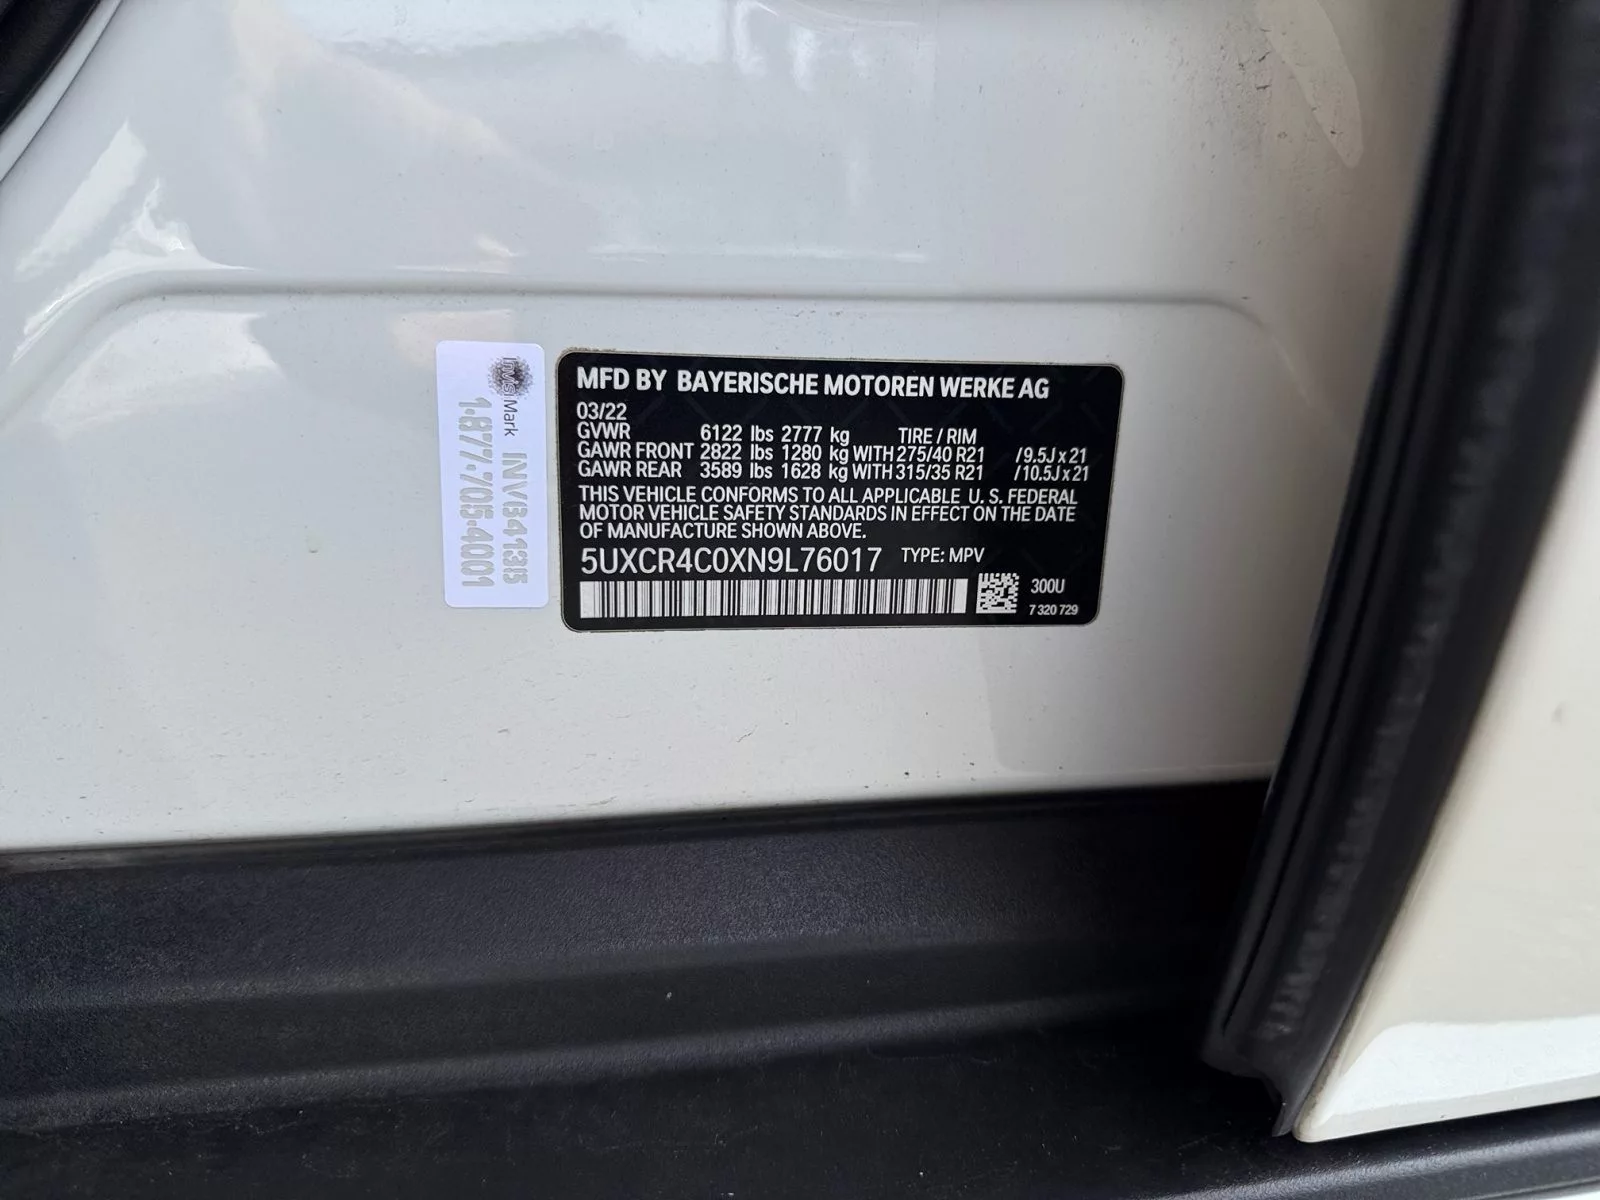 MFD BY BAYERISCHE MOTOREN WERKE AG
03/22
GVWR 6122 lbs 2777 kg TIRE / RIM
GAWR FRONT 2822 lbs 1280 kg WITH 275/40 R21 /9.5J x 21
GAWR REAR 3589 lbs 1628 kg WITH 315/35 R21 /10.5J x 21
THIS VEHICLE CONFORMS TO ALL APPLICABLE U. S. FEDERAL
MOTOR VEHICLE SAFETY STANDARDS IN EFFECT ON THE DATE
OF MANUFACTURE SHOWN ABOVE.
5UXCR4C0XN9L76017 TYPE: MPV
300U
7 320 729
InvisiMark
INV8341315
1-877-705-4001